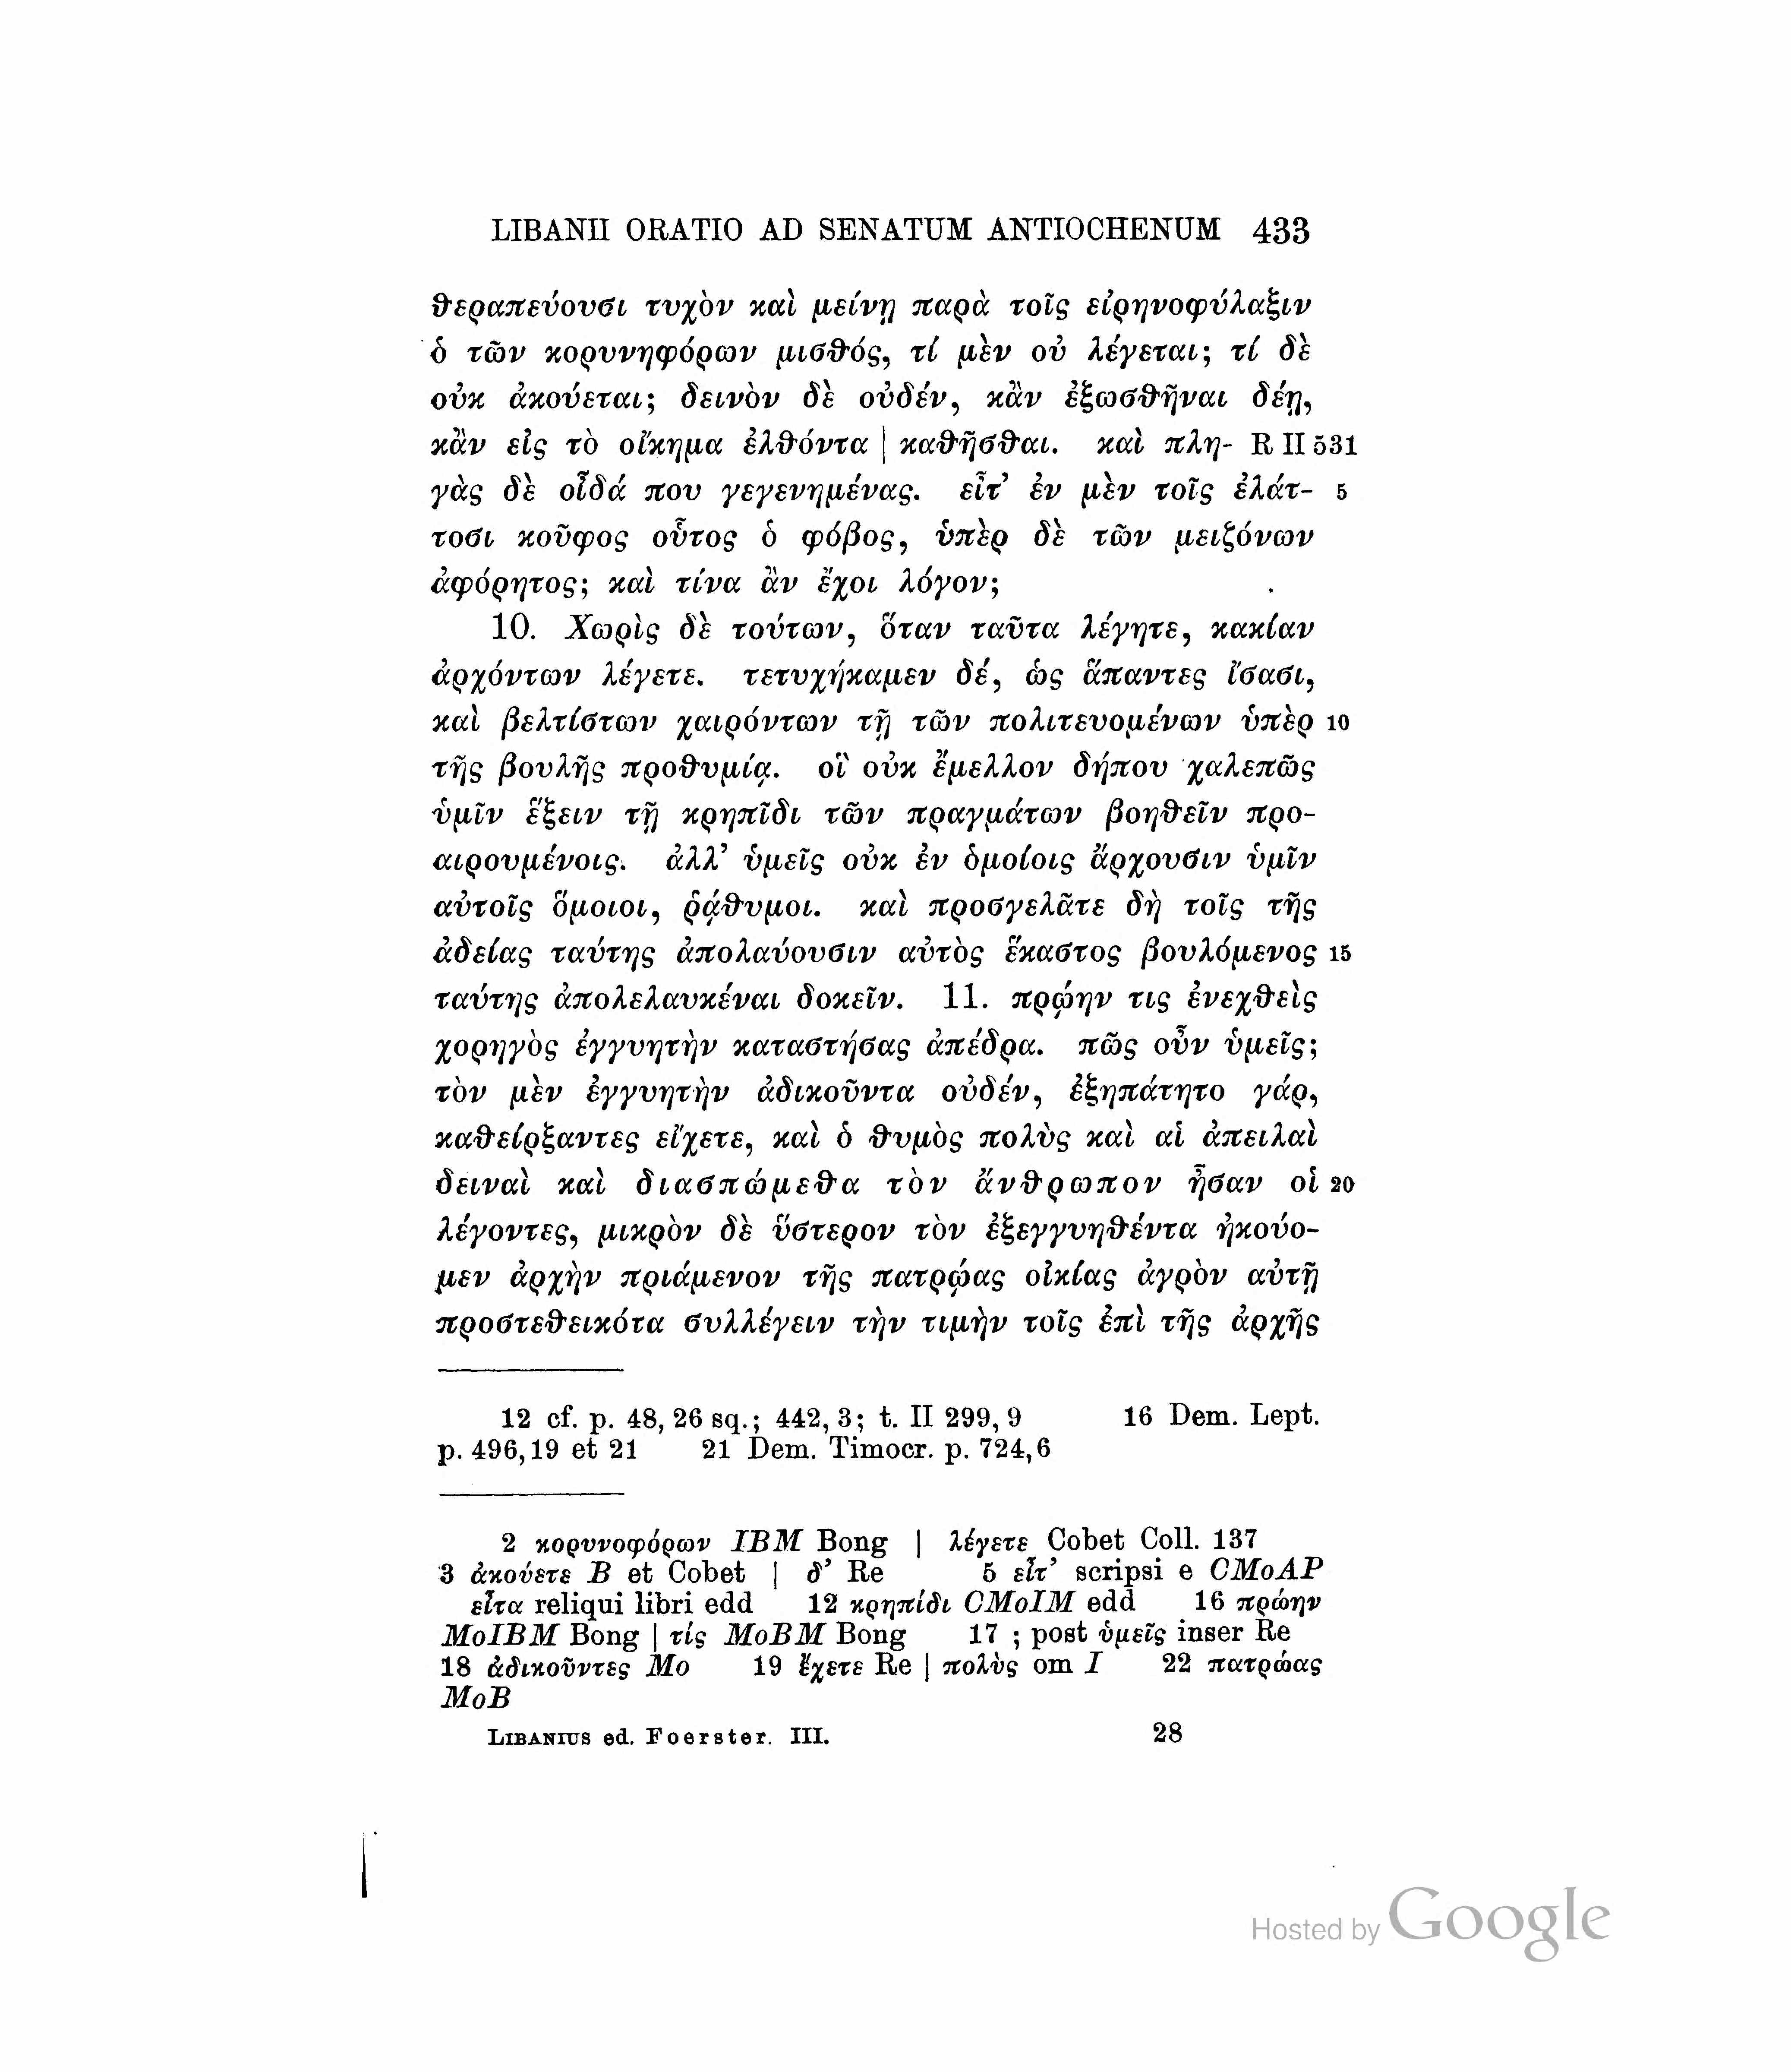 LIBANII ORATIO AD SENATUM ANTIOCHENUM 433
θεραπεύουσι τυχὸν καὶ μείνῃ παρὰ τοῖς εἰρηνοφύλαξιν
ὁ τῶν κορυνηφόρων μισθός, τί μὲν οὐ λέγεται; τί δὲ
οὐκ ἀκούεται; δεινὸν δὲ οὐδέν, κἂν ἐξωσθῆναι δέῃ,
κἂν εἰς τὸ οἴκημα ἐλθόντα | καθῆσθαι. καὶ πλη- R II 531
γὰς δὲ οἶδά που γεγενημένας. εἶτ’ ἐν μὲν τοῖς ἐλάτ- 5
τοσι κοῦφος οὗτος ὁ φόβος, ὑπὲρ δὲ τῶν μειζόνων
ἀφόρητος; καὶ τίνα ἂν ἔχοι λόγον;
10. Χωρὶς δὲ τούτων, ὅταν ταῦτα λέγητε, κακίαν
ἀρχόντων λέγετε. τετυχήκαμεν δέ, ὡς ἅπαντες ἴσασι,
καὶ βελτίστων χαιρόντων τῇ τῶν πολιτευομένων ὑπὲρ 10
τῆς βουλῆς προθυμίᾳ. οἳ οὐκ ἔμελλον δήπου χαλεπῶς
ὑμῖν ἕξειν τῇ κρηπῖδι τῶν πραγμάτων βοηθεῖν προ-
αιρουμένοις. ἀλλ’ ὑμεῖς οὐκ ἐν ὁμοίοις ἄρχουσιν ὑμῖν
αὐτοῖς ὅμοιοι, ῥᾴθυμοι. καὶ προσγελᾶτε δὴ τοῖς τῆς
ἀδείας ταύτης ἀπολαύουσιν αὐτὸς ἕκαστος βουλόμενος 15
ταύτης ἀπολελαυκέναι δοκεῖν. 11. πρῴην τις ἐνεχθεὶς
χορηγὸς ἐγγυητὴν καταστήσας ἀπέδρα. πῶς οὖν ὑμεῖς;
τὸν μὲν ἐγγυητὴν ἀδικοῦντα οὐδέν, ἐξηπάτητο γάρ,
καθείρξαντες εἴχετε, καὶ ὁ θυμὸς πολὺς καὶ αἱ ἀπειλαὶ
δειναὶ καὶ διασπώμεθα τὸν ἄνθρωπον ἦσαν οἱ 20
λέγοντες, μικρὸν δὲ ὕστερον τὸν ἐξεγγυηθέντα ἠκούο-
μεν ἀρχὴν πριάμενον τῆς πατρῴας οἰκίας ἀγρὸν αὐτῇ
προστεθεικότα συλλέγειν τὴν τιμὴν τοῖς ἐπὶ τῆς ἀρχῆς
12 cf. p. 48, 26 sq.; 442, 3; t. II 299, 9 16 Dem. Lept.
p. 496, 19 et 21 21 Dem. Timocr. p. 724, 6
2 κορυνοφόρων IBM Bong | λέγετε Cobet Coll. 137
3 ἀκούετε B et Cobet | δ’ Re 5 εἶτ’ scripsi e CMoAP
εἶτα reliqui libri edd 12 κρηπίδι CMoIM edd 16 πρώην
MoIBM Bong | τίς MoBM Bong 17 ; post ὑμεῖς inser Re
18 ἀδικοῦντες Mo 19 ἔχετε Re | πολὺς om I 22 πατρώας
MoB
LIBANIUS ed. Foerster. III. 28
Hosted by Google